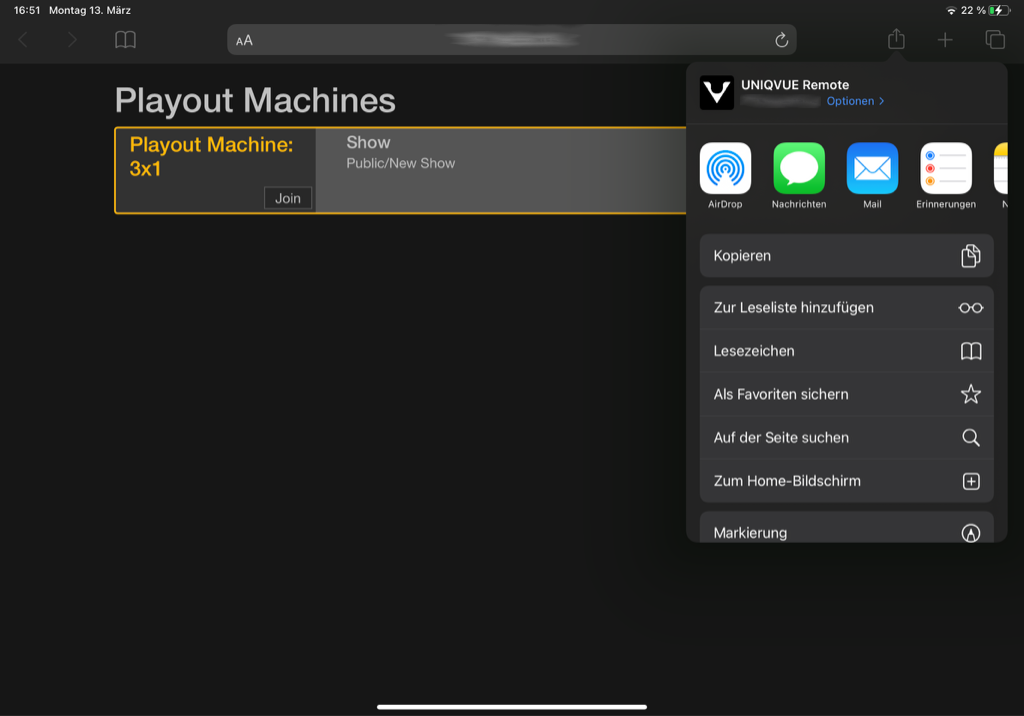 16:51 Montag 13. März
22 %
AA
Playout Machines
Playout Machine:
3x1
Join
Show
Public/New Show
UNIQVUE Remote
Optionen
AirDrop
Nachrichten
Mail
Erinnerungen
Kopieren
Zur Leseliste hinzufügen
Lesezeichen
Als Favoriten sichern
Auf der Seite suchen
Zum Home-Bildschirm
Markierung